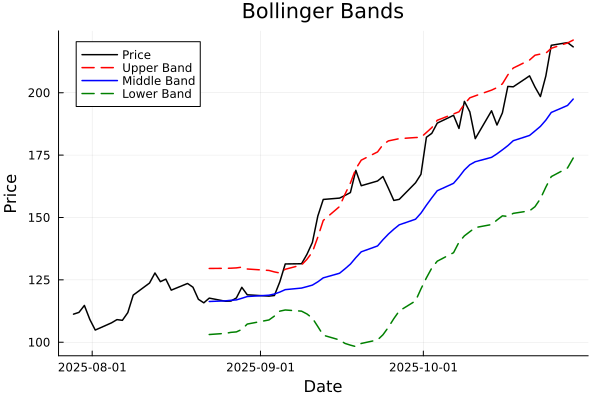 Bollinger Bands
Price
Upper Band
Middle Band
Lower Band
Price
200
175
150
125
100
2025-08-01
2025-09-01
2025-10-01
Date